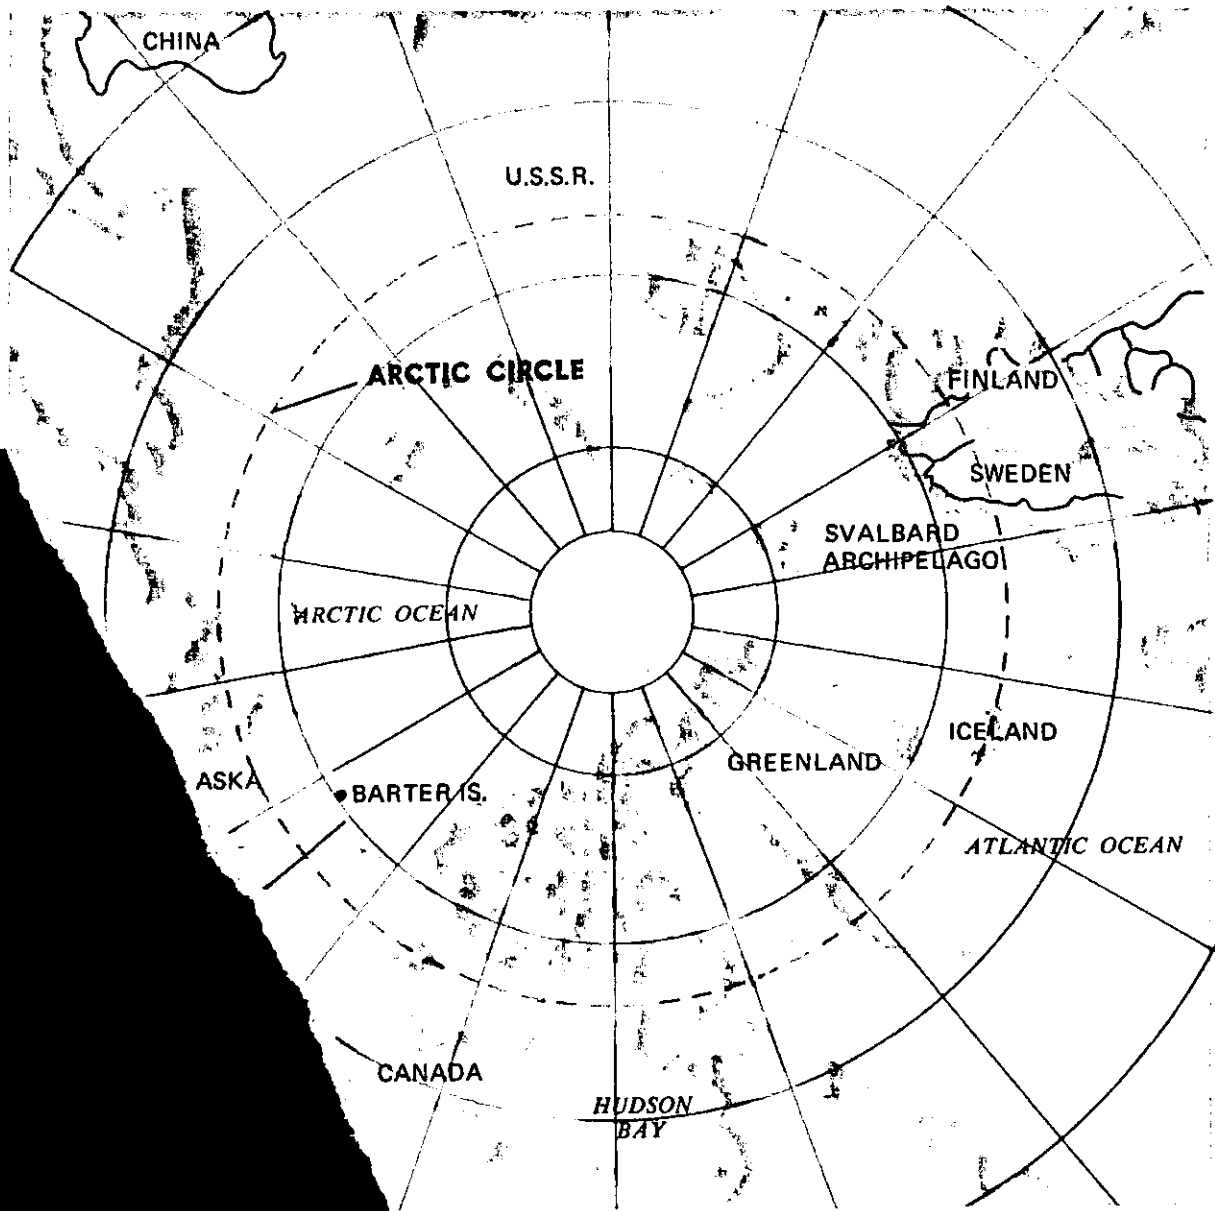 CHINA
U.S.S.R.
ARCTIC CIRCLE
FINLAND
SWEDEN
SVALBARD
ARCHIPELAGO
ARCTIC OCEAN
ICELAND
GREENLAND
ASKA
BARTER IS.
ATLANTIC OCEAN
CANADA
HUDSON
BAY